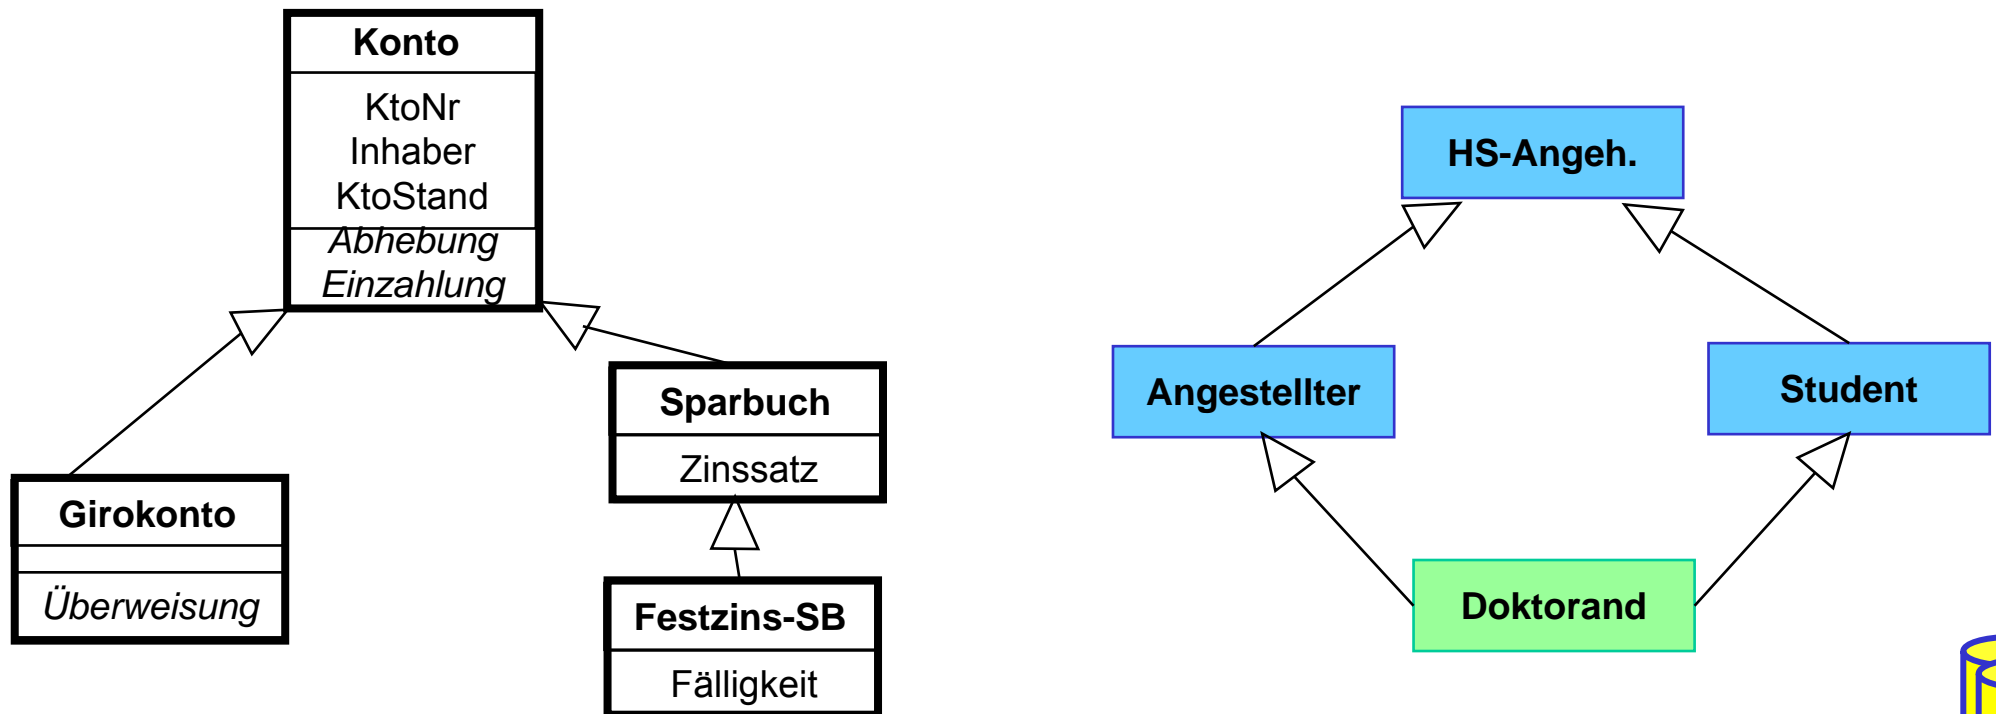 Konto
KtoNr
Inhaber
KtoStand
Abhebung
Einzahlung
Girokonto
Überweisung
Sparbuch
Zinssatz
Festzins-SB
Fälligkeit
HS-Angeh.
Angestellter
Student
Doktorand